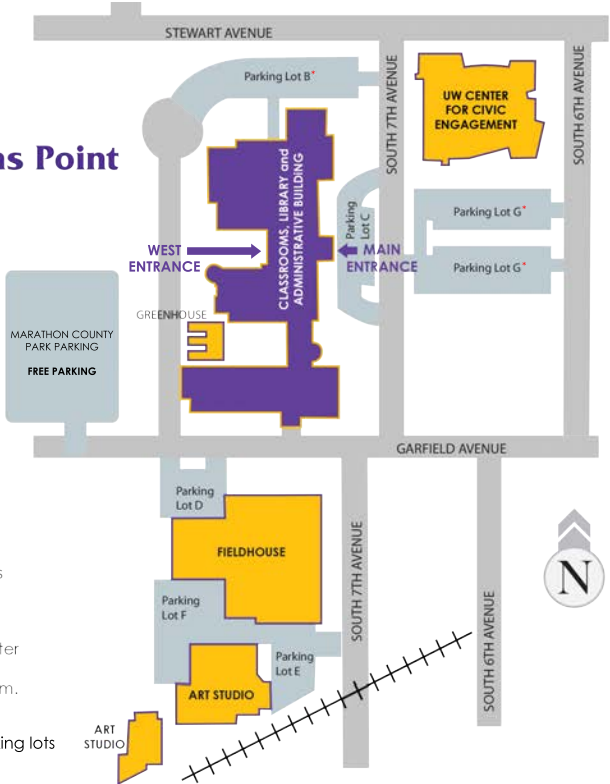 STEWART AVENUE
Parking Lot B*
SOUTH 7TH AVENUE
UW CENTER
FOR CIVIC
ENGAGEMENT
SOUTH 6TH AVENUE
Point
CLASSROOMS, LIBRARY and
ADMINISTRATIVE BUILDING
Parking
Lot C
Parking Lot G*
WEST
ENTRANCE
MAIN
ENTRANCE
Parking Lot G*
GREENHOUSE
MARATHON COUNTY
PARK PARKING
FREE PARKING
GARFIELD AVENUE
Parking
Lot D
FIELDHOUSE
SOUTH 7TH AVENUE
N
Parking
Lot F
SOUTH 6TH AVENUE
Parking
Lot E
ART STUDIO
ART
STUDIO
lots